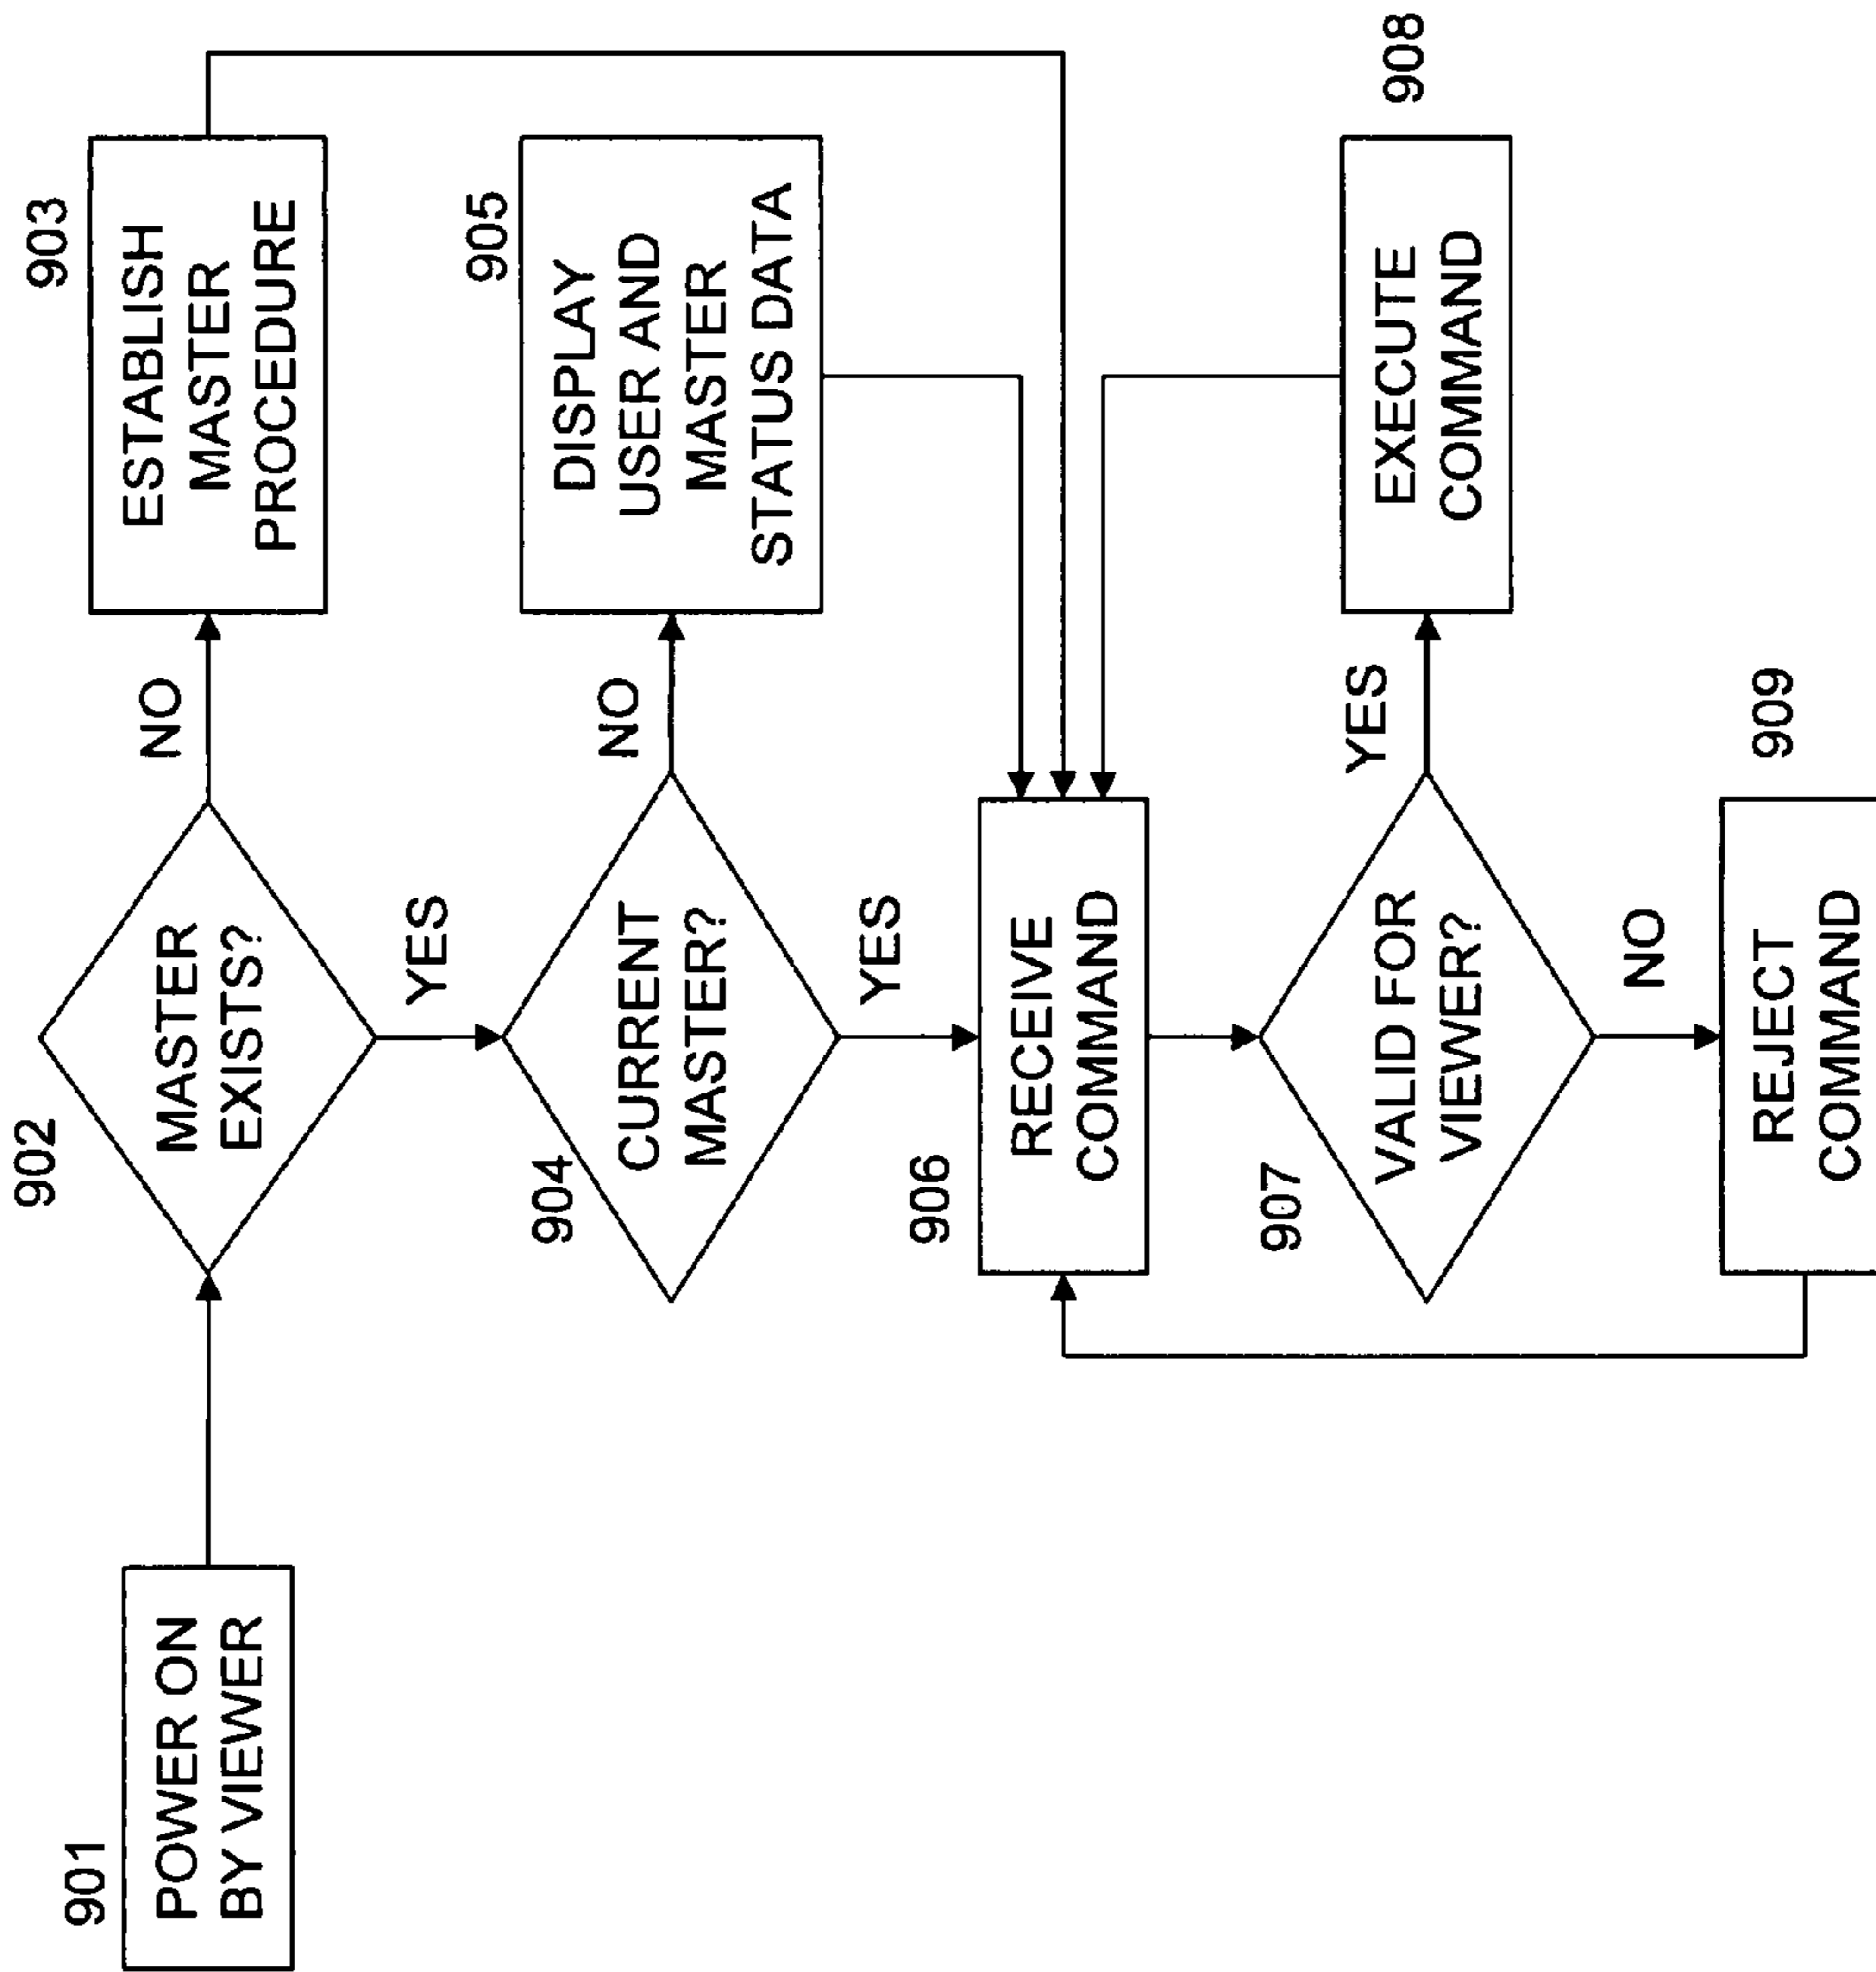 901
POWER ON
BY VIEWER
902
MASTER
EXISTS?
NO
903
ESTABLISH
MASTER
PROCEDURE
YES
904
CURRENT
MASTER?
NO
905
DISPLAY
USER AND
MASTER
STATUS DATA
YES
906
RECEIVE
COMMAND
907
VALID FOR
VIEWER?
YES
908
EXECUTE
COMMAND
NO
909
REJECT
COMMAND